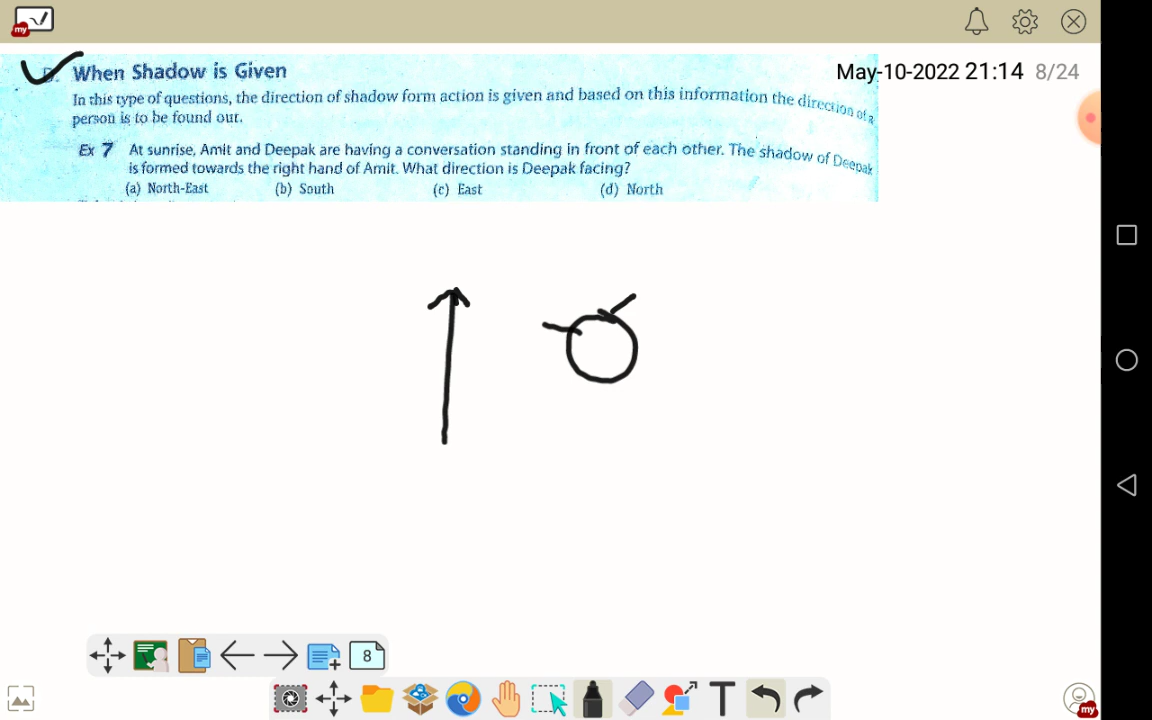 When Shadow is Given
May-10-2022 21:14 8/24
In this type of questions, the direction of shadow form action is given and based on this information the direction of a
person is to be found out.
Ex 7 At sunrise, Amit and Deepak are having a conversation standing in front of each other. The shadow of Deepak
is formed towards the right hand of Amit. What direction is Deepak facing?
(a) North-East (b) South (c) East (d) North
8
my
my